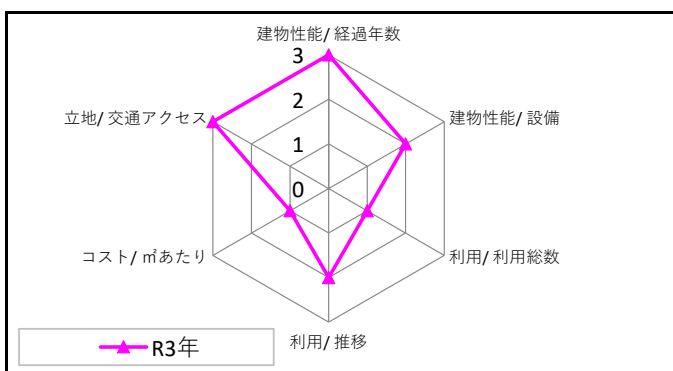 建物性能/ 経過年数
3
立地/ 交通アクセス
建物性能/ 設備
2
1
0
コスト/ ㎡あたり
利用/ 利用総数
利用/ 推移
R3年